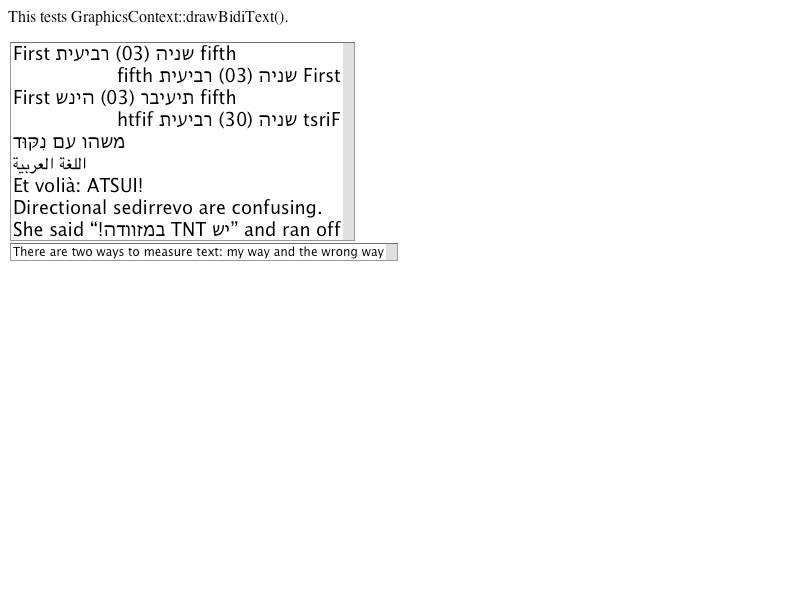 First שניה (03) רביעית fifth
First שניה (03) רביעית fifth
First תיעיבר (03) הינש fifth
tsriF שניה (30) רביעית htfif
משהו עם נִקּוּד
اللغة العربية
Et voilià: ATSUI!
Directional sedirrevo are confusing.
She said “יש TNT במזוודה!” and ran off
There are two ways to measure text: my way and the wrong way
This tests GraphicsContext::drawBidiText().